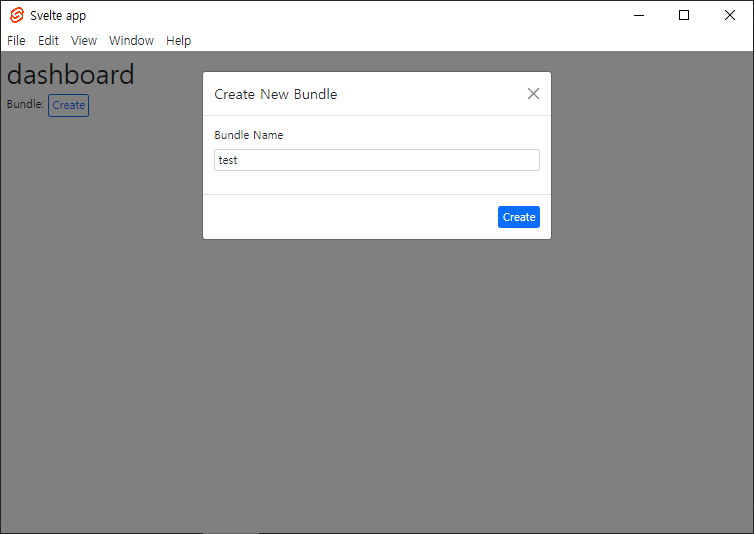 Svelte app
File Edit View Window Help
dashboard
Bundle: Create
Create New Bundle
Bundle Name
test
Create